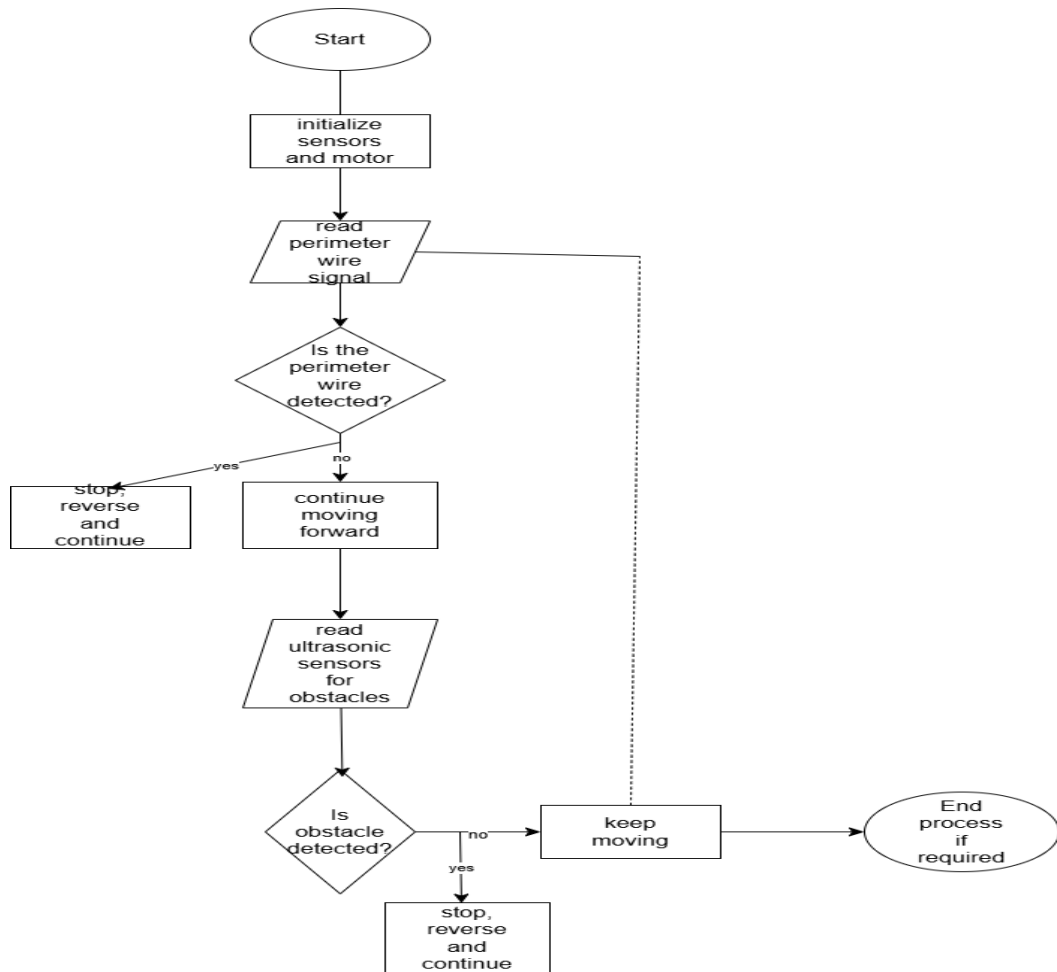 Start
initialize
sensors
and motor
read
perimeter
wire
signal
Is the
perimeter
wire
detected?
yes
no
stop,
reverse
and
continue
continue
moving
forward
read
ultrasonic
sensors
for
obstacles
Is
obstacle
detected?
no
yes
keep
moving
End
process
if
required
stop,
reverse
and
continue